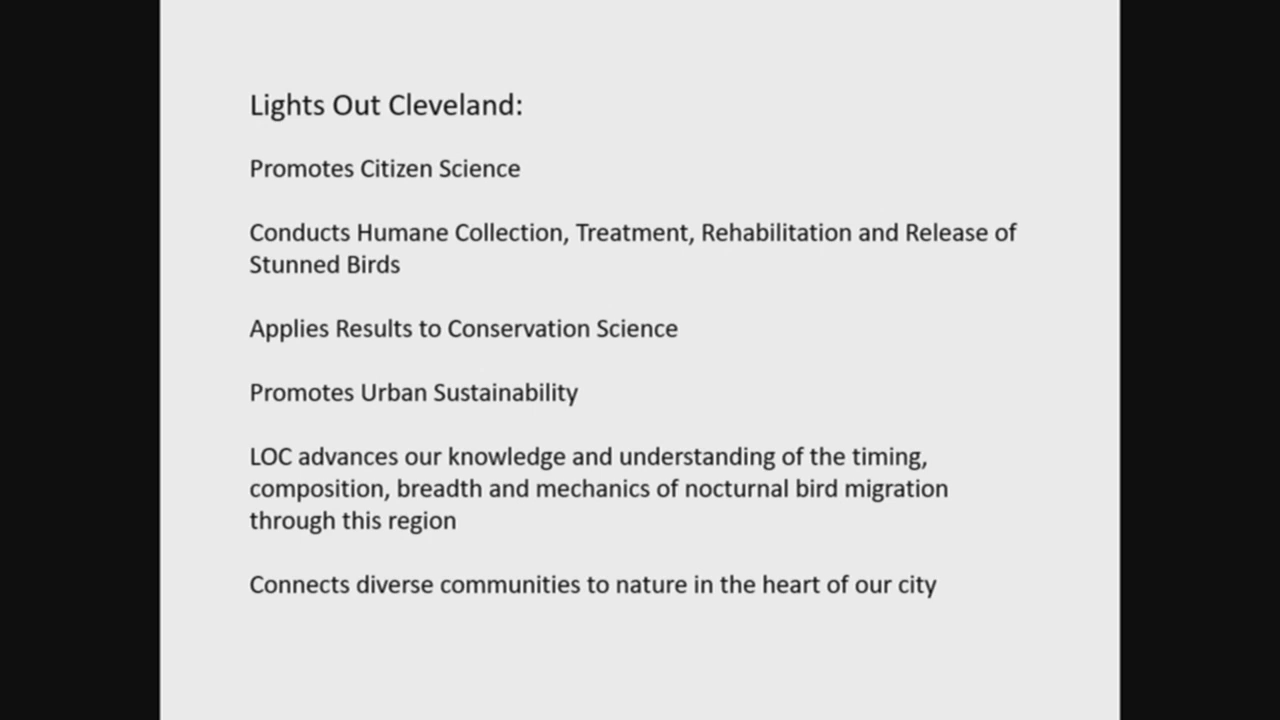 Lights Out Cleveland:
Promotes Citizen Science
Conducts Humane Collection, Treatment, Rehabilitation and Release of
Stunned Birds
Applies Results to Conservation Science
Promotes Urban Sustainability
LOC advances our knowledge and understanding of the timing,
composition, breadth and mechanics of nocturnal bird migration
through this region
Connects diverse communities to nature in the heart of our city